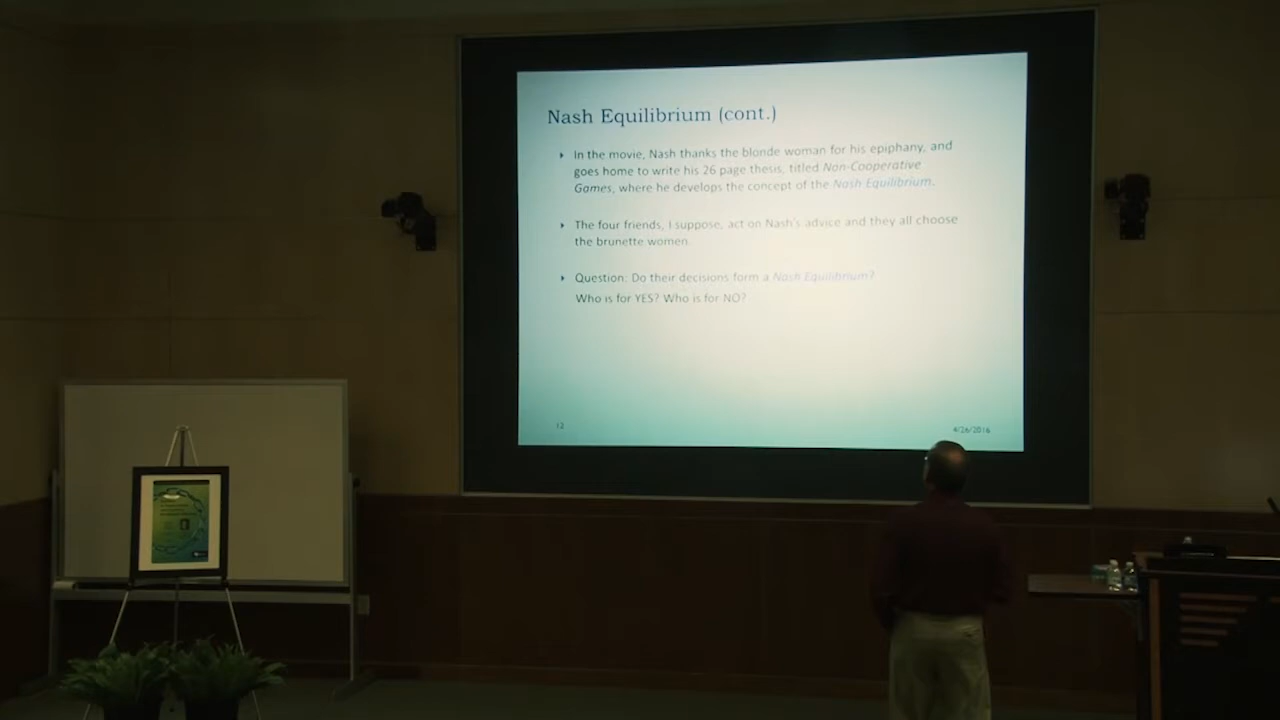 Nash Equilibrium (cont.)
In the movie, Nash thanks the blonde woman for his epiphany, and
goes home to write his 26 page thesis, titled Non-Cooperative
Games, where he develops the concept of the Nash Equilibrium.
The four friends, I suppose, act on Nash's advice and they all choose
the brunette women.
Question: Do their decisions form a Nash Equilibrium?
Who is for YES? Who is for NO?
12
4/26/2016